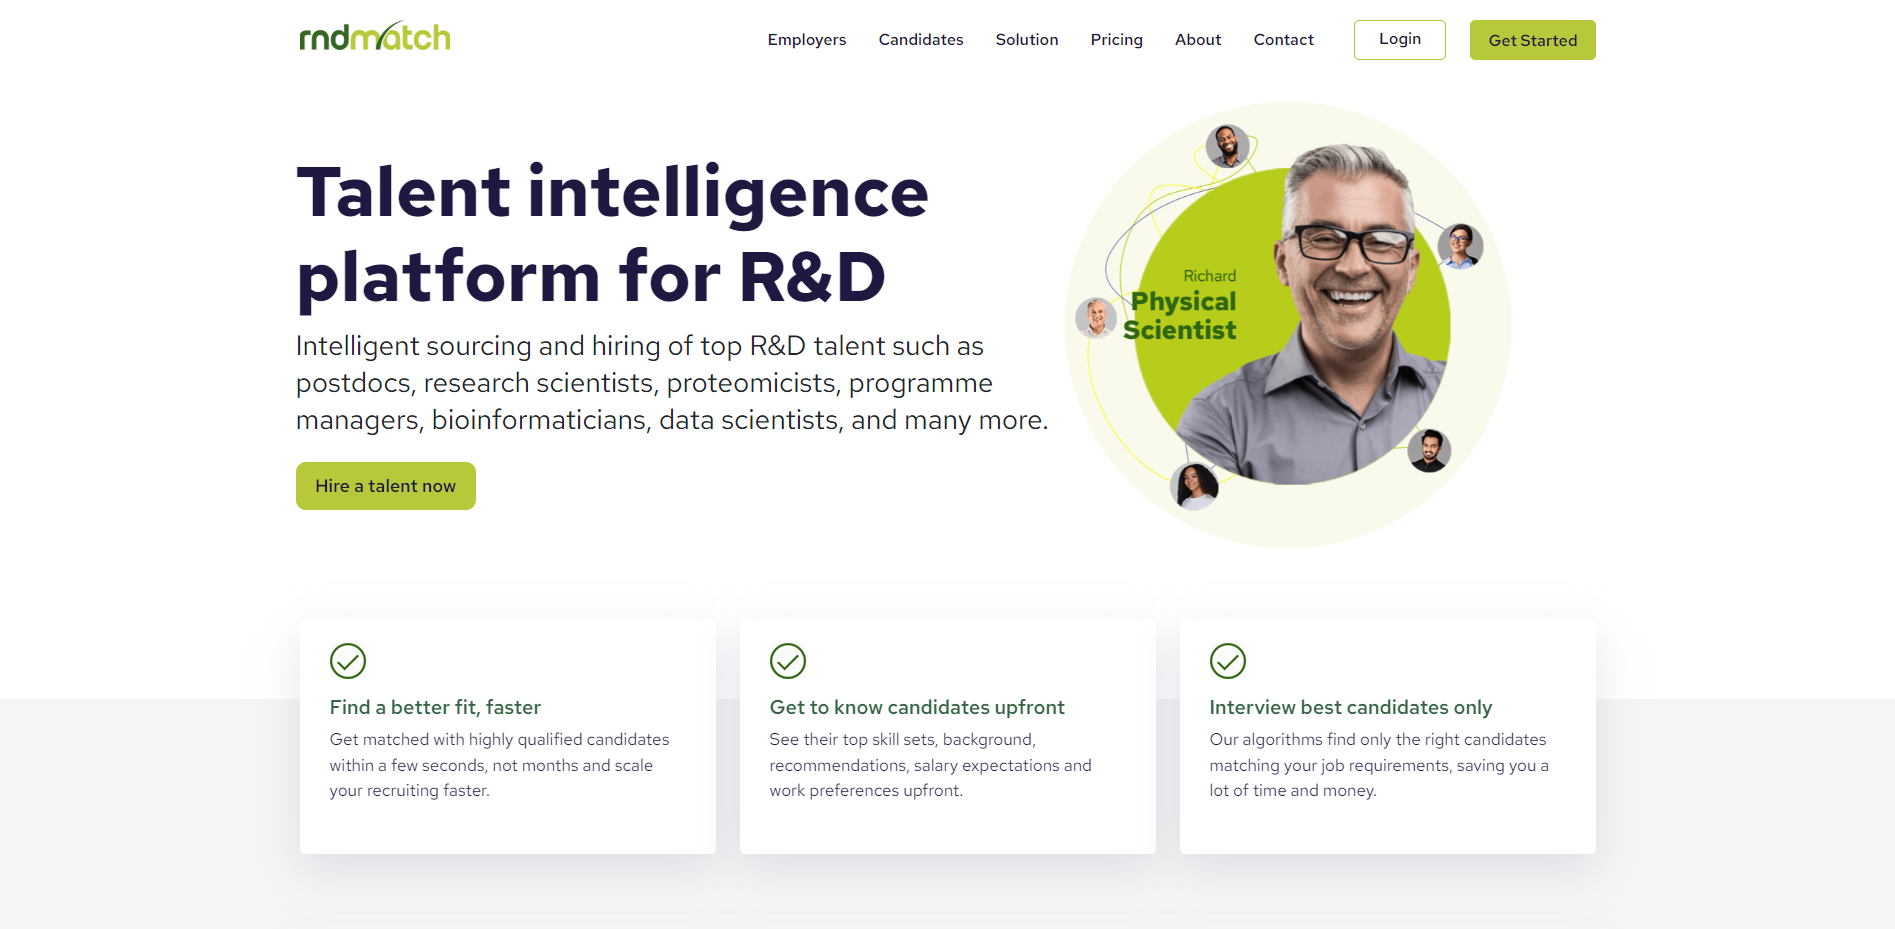 rndmatch
Employers
Candidates
Solution
Pricing
About
Contact
Login
Get Started
Talent intelligence
platform for R&D
Intelligent sourcing and hiring of top R&D talent such as
postdocs, research scientists, proteomicists, programme
managers, bioinformaticians, data scientists, and many more.
Hire a talent now
Richard
Physical
Scientist
Find a better fit, faster
Get matched with highly qualified candidates
within a few seconds, not months and scale
your recruiting faster.
Get to know candidates upfront
See their top skill sets, background,
recommendations, salary expectations and
work preferences upfront.
Interview best candidates only
Our algorithms find only the right candidates
matching your job requirements, saving you a
lot of time and money.